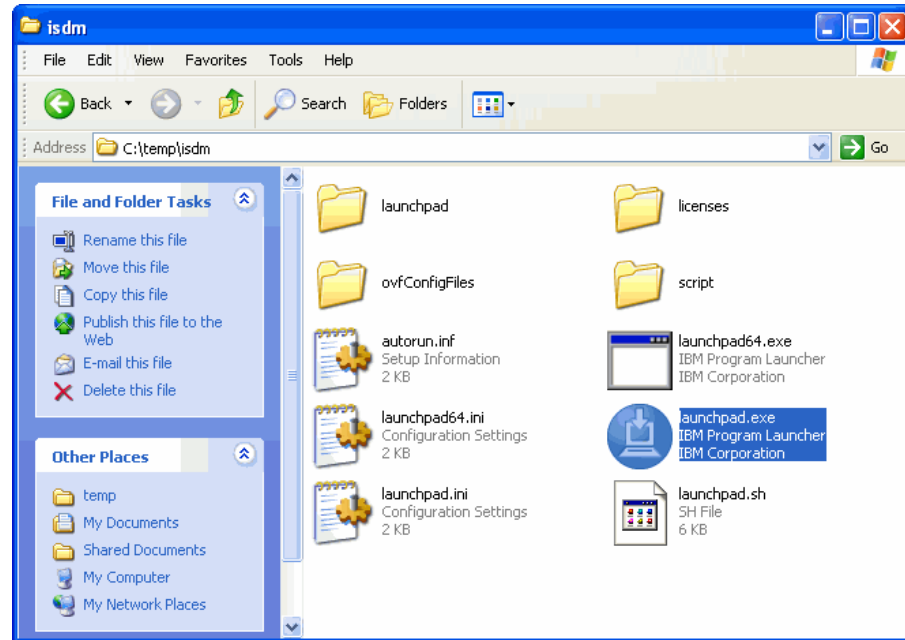 isdm
File Edit View Favorites Tools Help
Back Search Folders
Address C:\temp\isdm Go
File and Folder Tasks
Rename this file
Move this file
Copy this file
Publish this file to the
Web
E-mail this file
Delete this file
Other Places
temp
My Documents
Shared Documents
My Computer
My Network Places
launchpad
licenses
ovfConfigFiles
script
autorun.inf
Setup Information
2 KB
launchpad64.exe
IBM Program Launcher
IBM Corporation
launchpad64.ini
Configuration Settings
2 KB
launchpad.exe
IBM Program Launcher
IBM Corporation
launchpad.ini
Configuration Settings
2 KB
launchpad.sh
SH File
6 KB